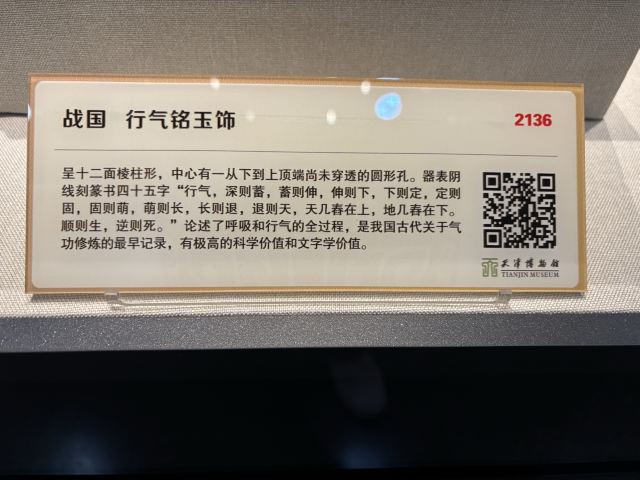 战国 行气铭玉饰
2136
呈十二面棱柱形，中心有一从下到上顶端尚未穿透的圆形孔。器表阴
线刻篆书四十五字“行气，深则蓄，蓄则伸，伸则下，下则定，定则
固，固则萌，萌则长，长则退，退则天，天几舂在上，地几舂在下。
顺则生，逆则死。”论述了呼吸和行气的全过程，是我国古代关于气
功修炼的最早记录，有极高的科学价值和文字学价值。
天津博物馆
TIANJIN MUSEUM